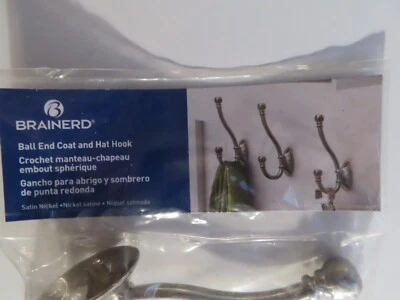 BRAINERD®
Ball End Coat and Hat Hook
Crochet manteau-chapeau
embout sphérique
Gancho para abrigo y sombrero
de punta redonda
Satin Nickel • Nickel satiné • Níquel satinado